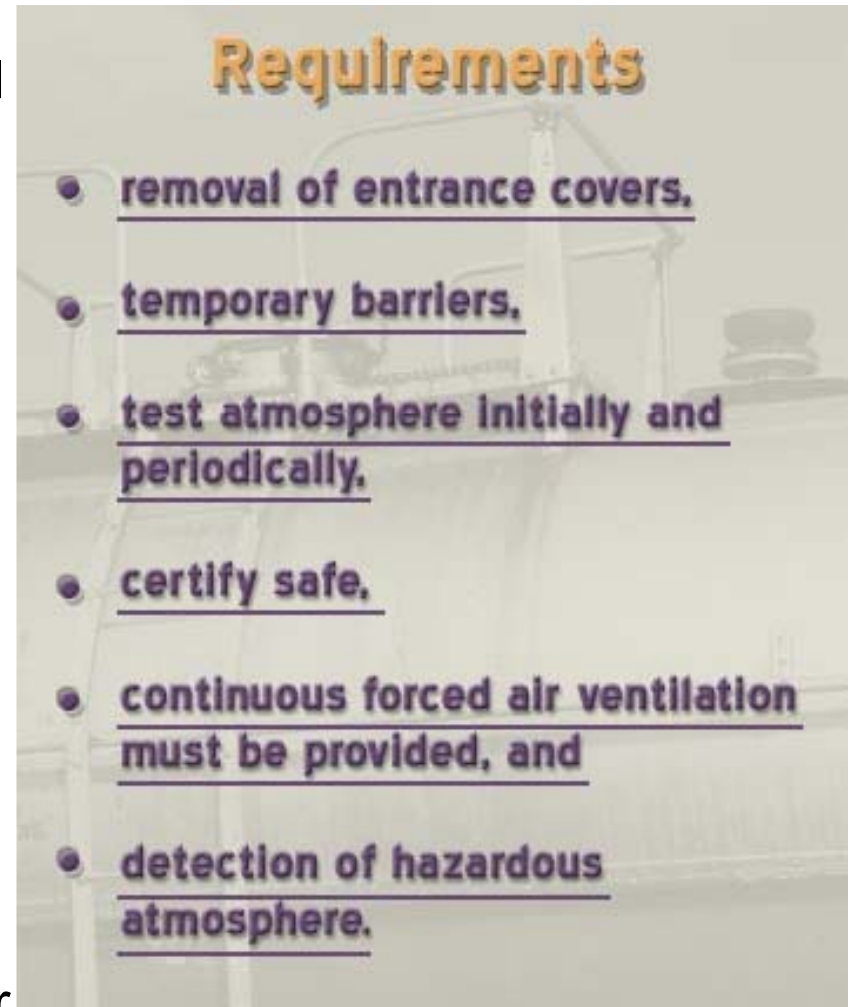 Requirements
• removal of entrance covers,
• temporary barriers,
• test atmosphere initially and
periodically,
• certify safe,
• continuous forced air ventilation
must be provided, and
• detection of hazardous
atmosphere.